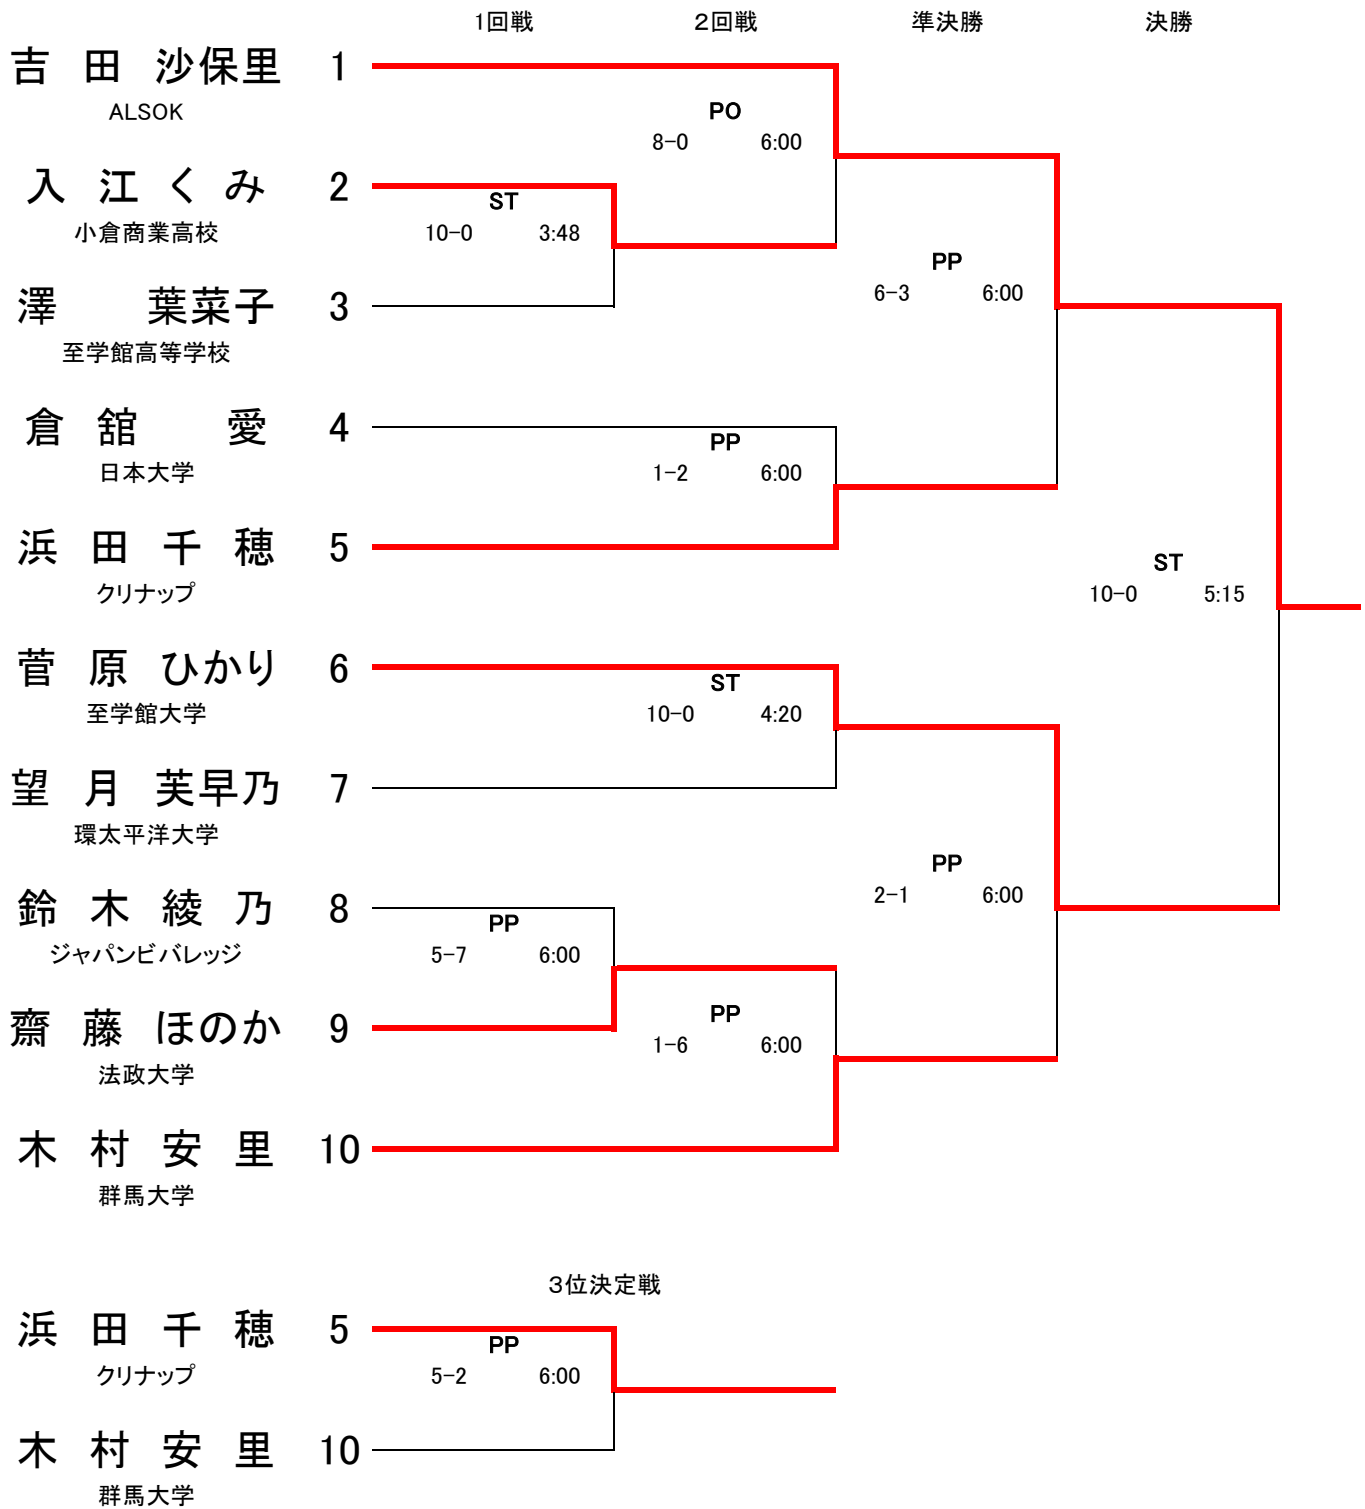 1回戦 2回戦 準決勝 決勝
吉田 沙保里 1
ALSOK
PO
8-0 6:00
入江 くみ 2
小倉商業高校
ST
10-0 3:48
PP
6-3 6:00
澤 葉菜子 3
至学館高等学校
倉舘 愛 4
日本大学
PP
1-2 6:00
浜田 千穂 5
クリナップ
ST
10-0 5:15
菅原 ひかり 6
至学館大学
ST
10-0 4:20
望月 芙早乃 7
環太平洋大学
PP
2-1 6:00
鈴木 綾乃 8
ジャパンビバレッジ
PP
5-7 6:00
齋藤 ほのか 9
法政大学
PP
1-6 6:00
木村 安里 10
群馬大学
3位決定戦
浜田 千穂 5
クリナップ
PP
5-2 6:00
木村 安里 10
群馬大学